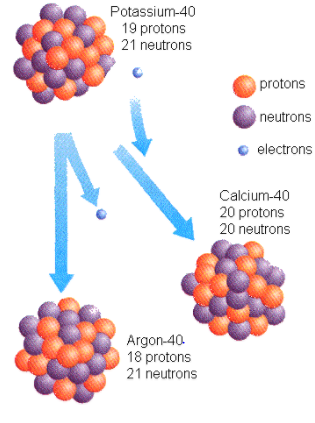 Potassium-40
19 protons
21 neutrons
protons
neutrons
electrons
Calcium-40
20 protons
20 neutrons
Argon-40
18 protons
21 neutrons